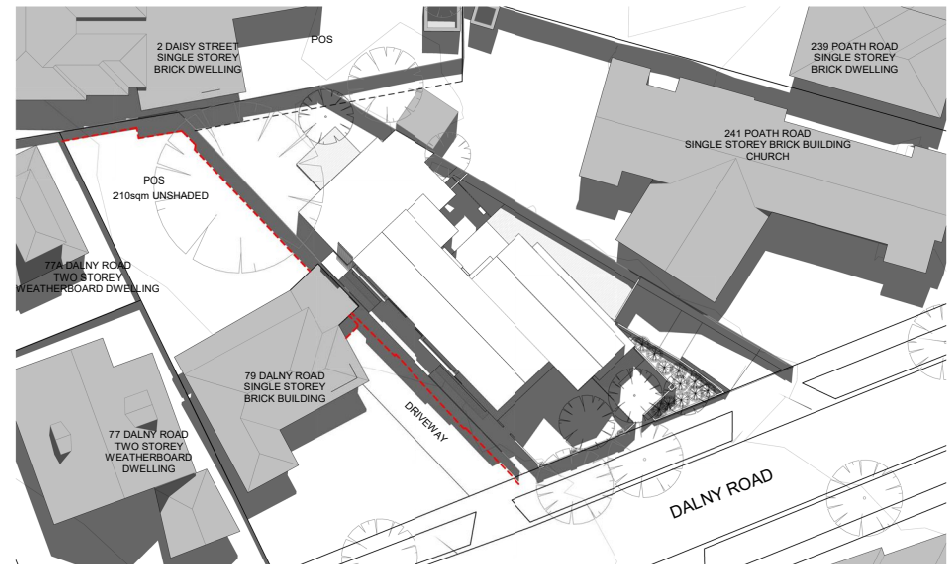 2 DAISY STREET
SINGLE STOREY
BRICK DWELLING
POS
239 POATH ROAD
SINGLE STOREY
BRICK DWELLING
241 POATH ROAD
SINGLE STOREY BRICK BUILDING
CHURCH
POS
210sqm UNSHADED
77A DALNY ROAD
TWO STOREY
WEATHERBOARD DWELLING
79 DALNY ROAD
SINGLE STOREY
BRICK BUILDING
DRIVEWAY
77 DALNY ROAD
TWO STOREY
WEATHERBOARD
DWELLING
DALNY ROAD